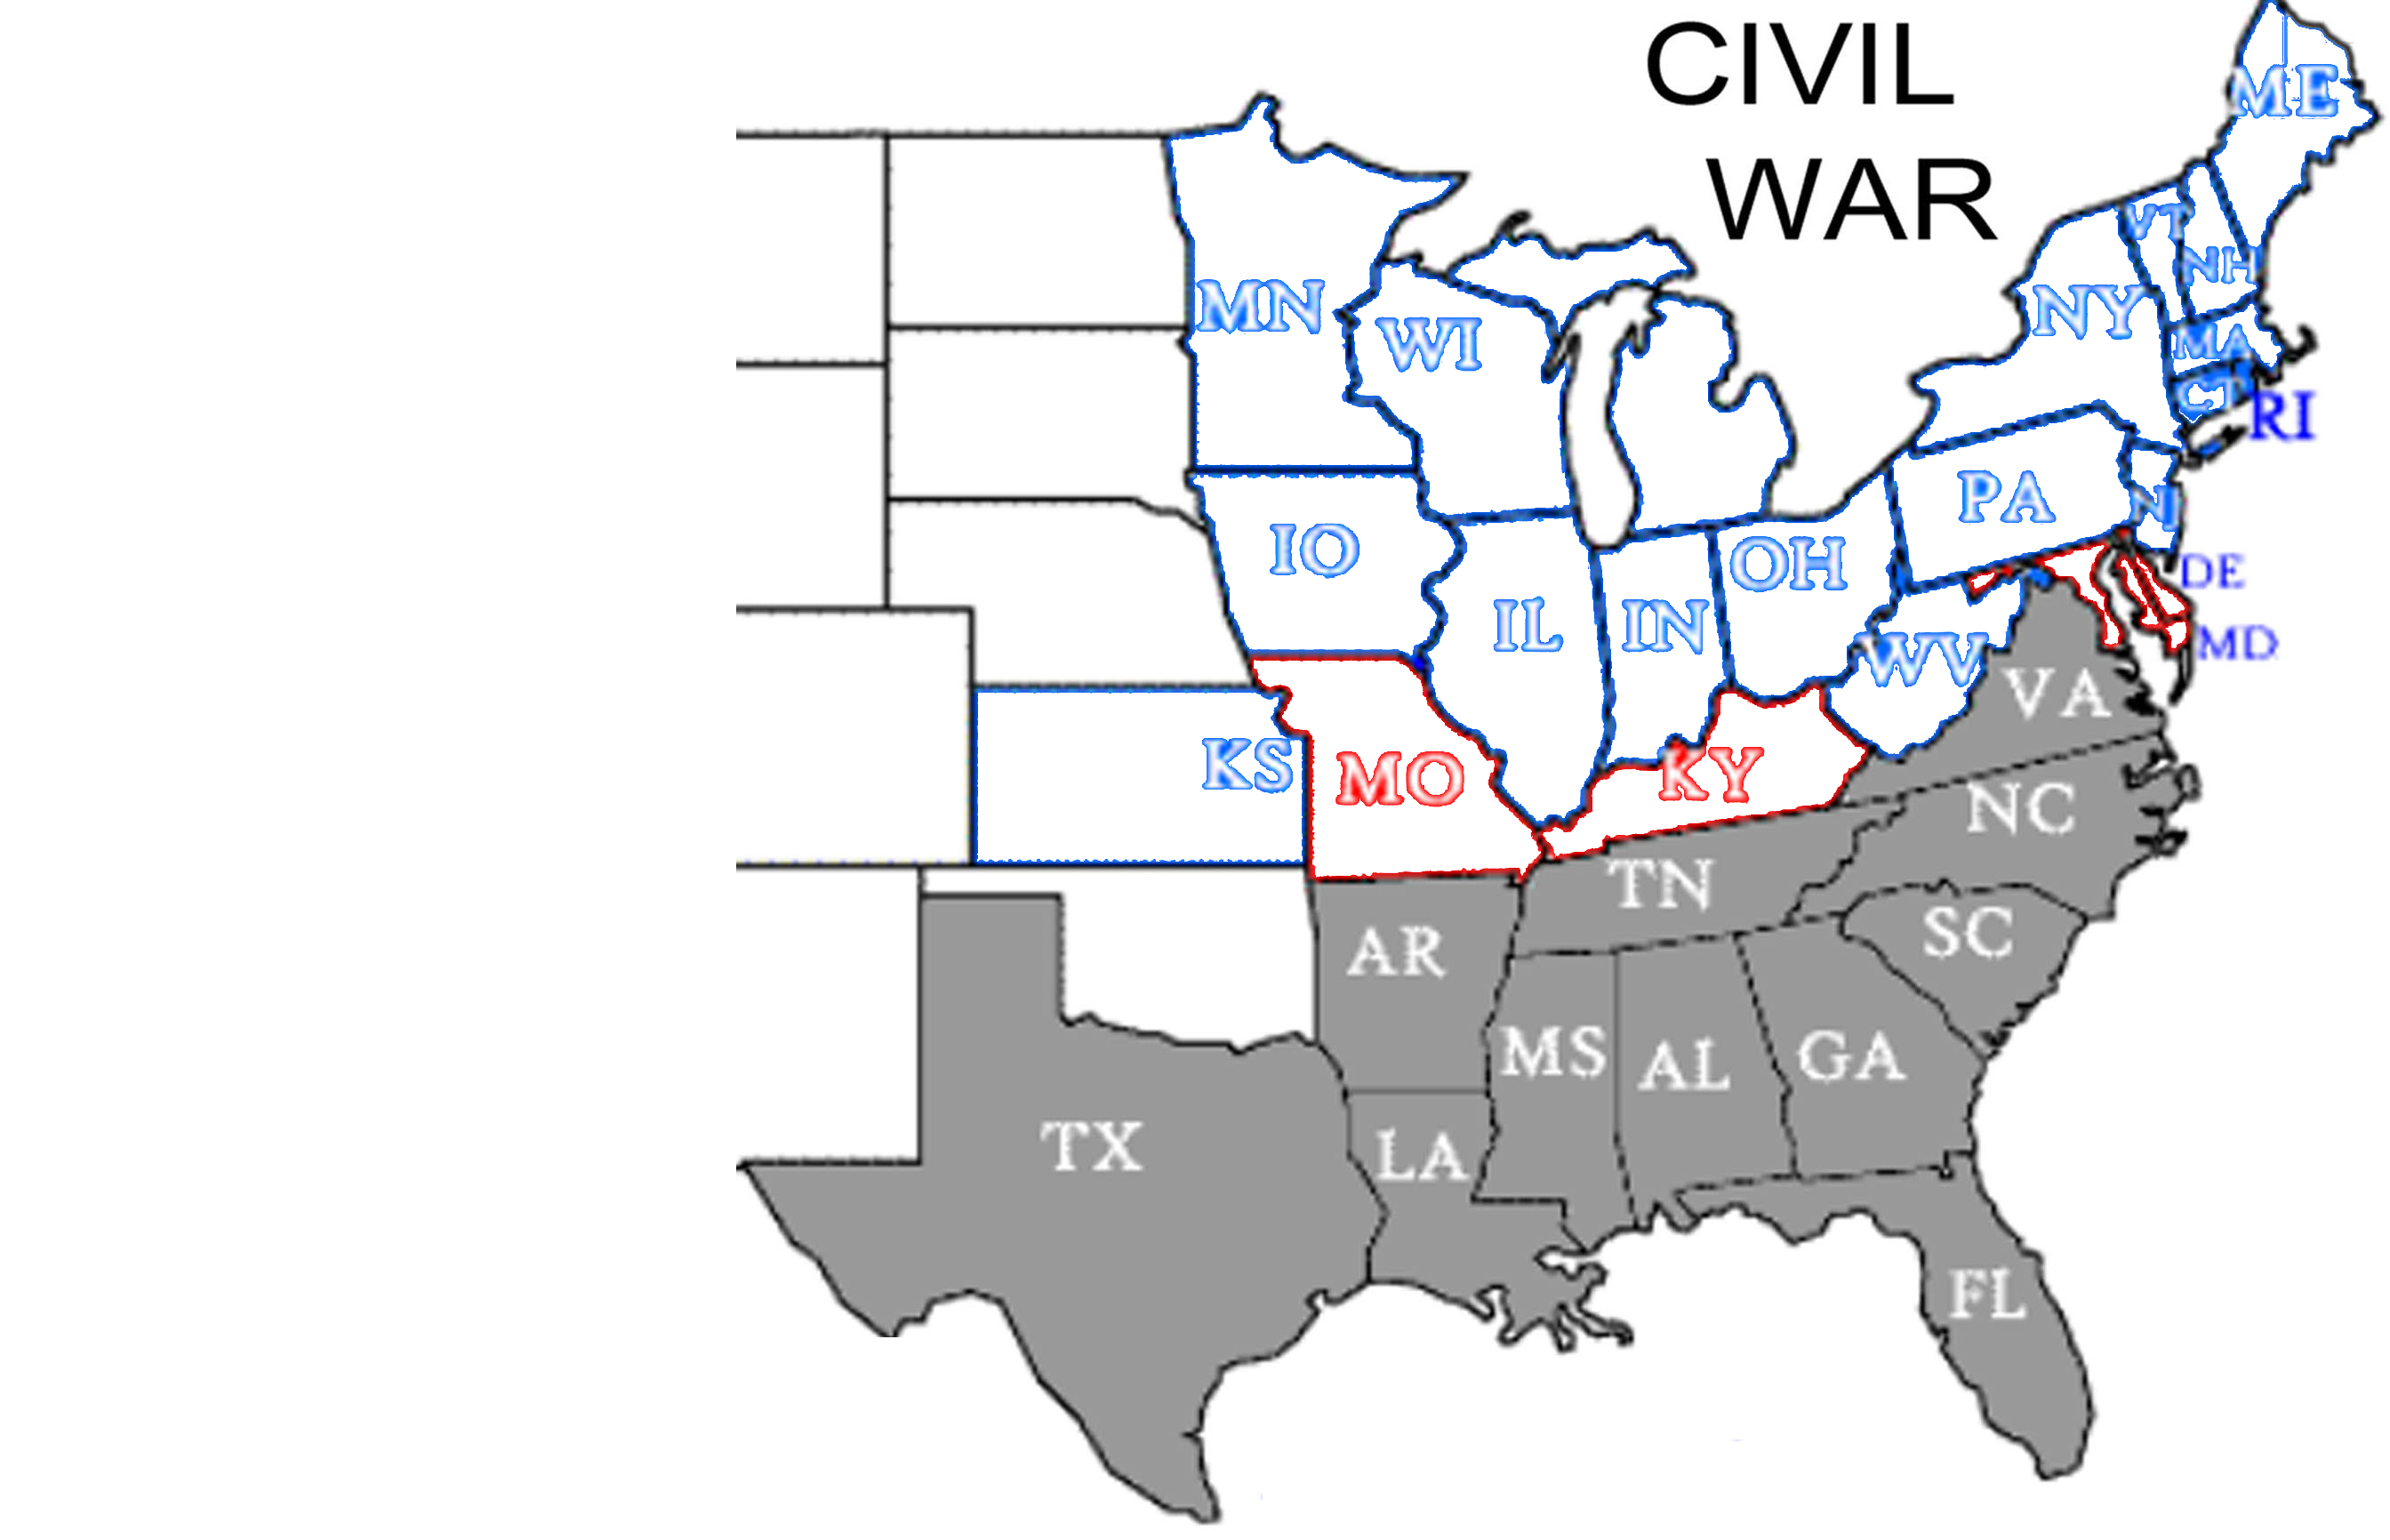 CIVIL
WAR
ME
VT
NH
NY
MN
WI
MA
CT
RI
PA
NJ
IO
OH
DE
IL
IN
WV
MD
VA
KS
MO
KY
NC
TN
SC
AR
MS
AL
GA
TX
LA
FL